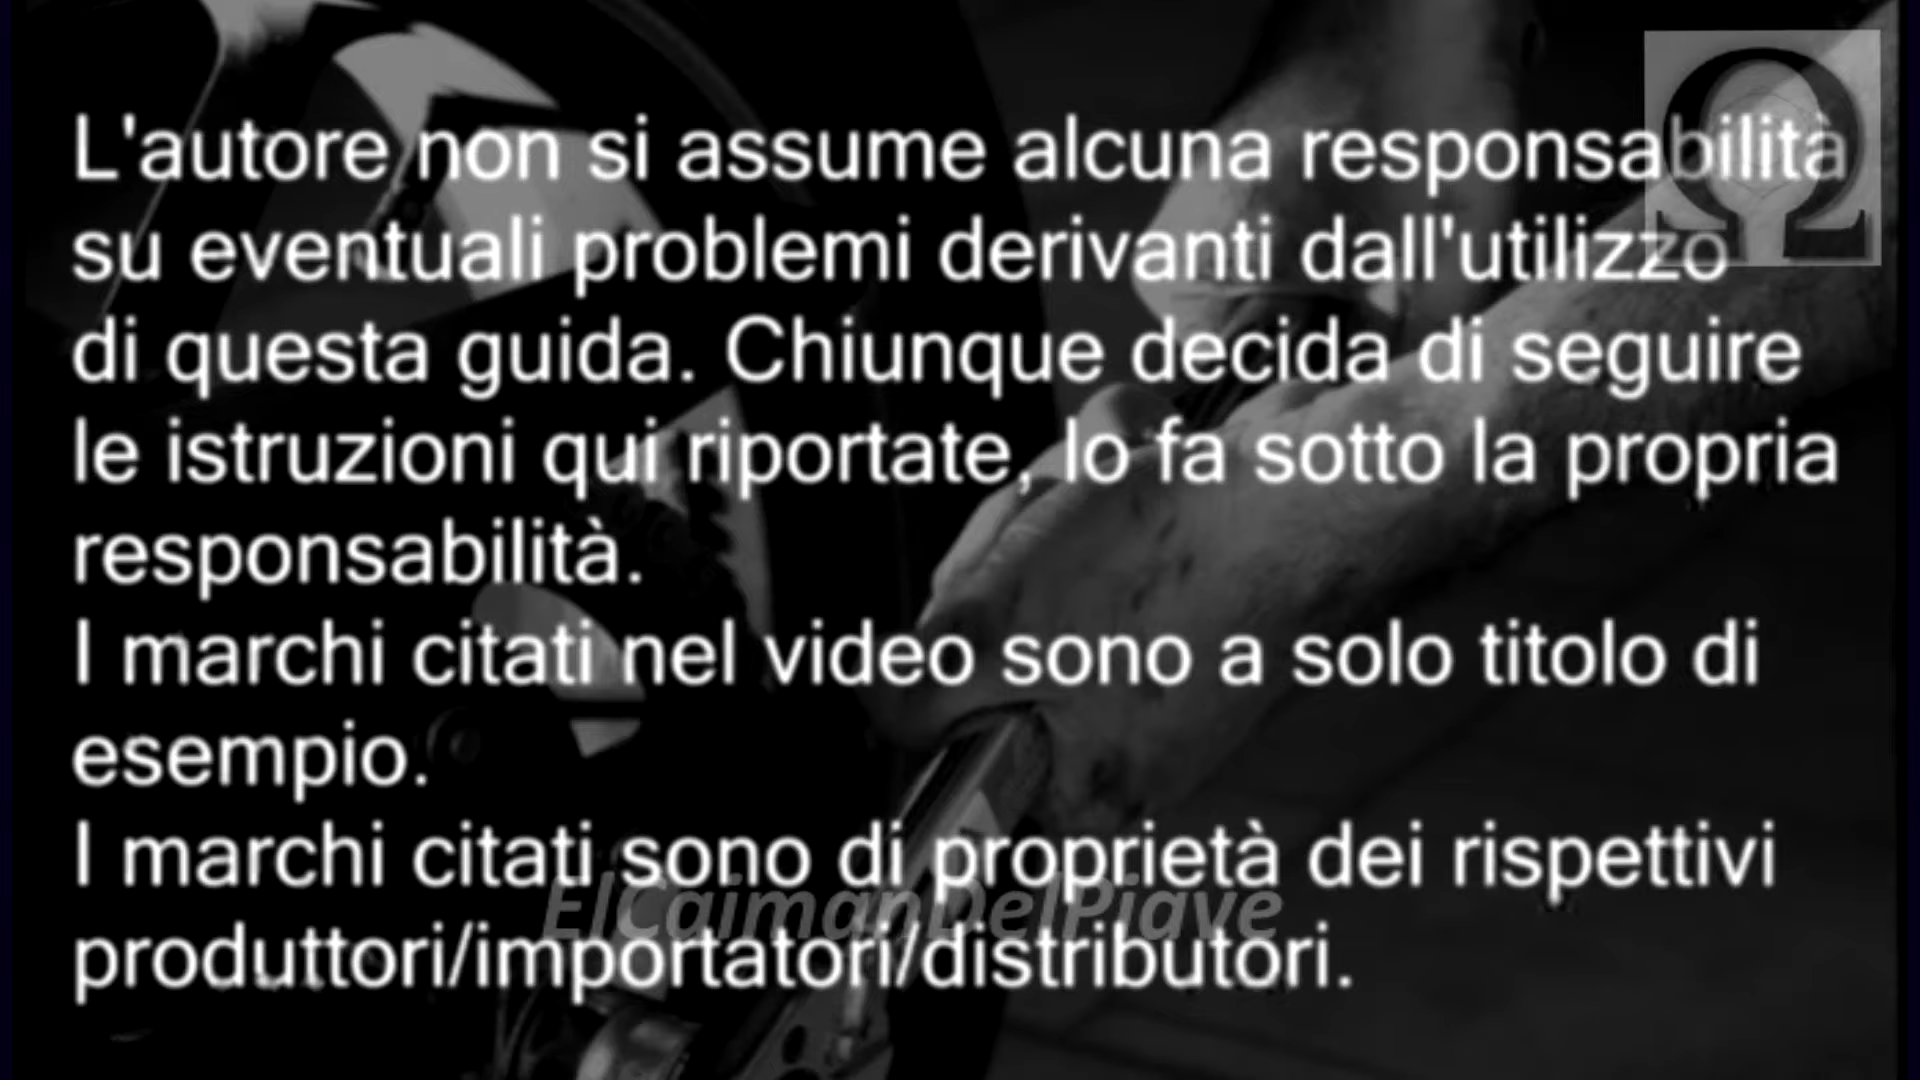 L'autore non si assume alcuna responsabilità
su eventuali problemi derivanti dall'utilizzo
di questa guida. Chiunque decida di seguire
le istruzioni qui riportate, lo fa sotto la propria
responsabilità.
I marchi citati nel video sono a solo titolo di
esempio.
I marchi citati sono di proprietà dei rispettivi
ElCaimanDelPiave
produttori/importatori/distributori.